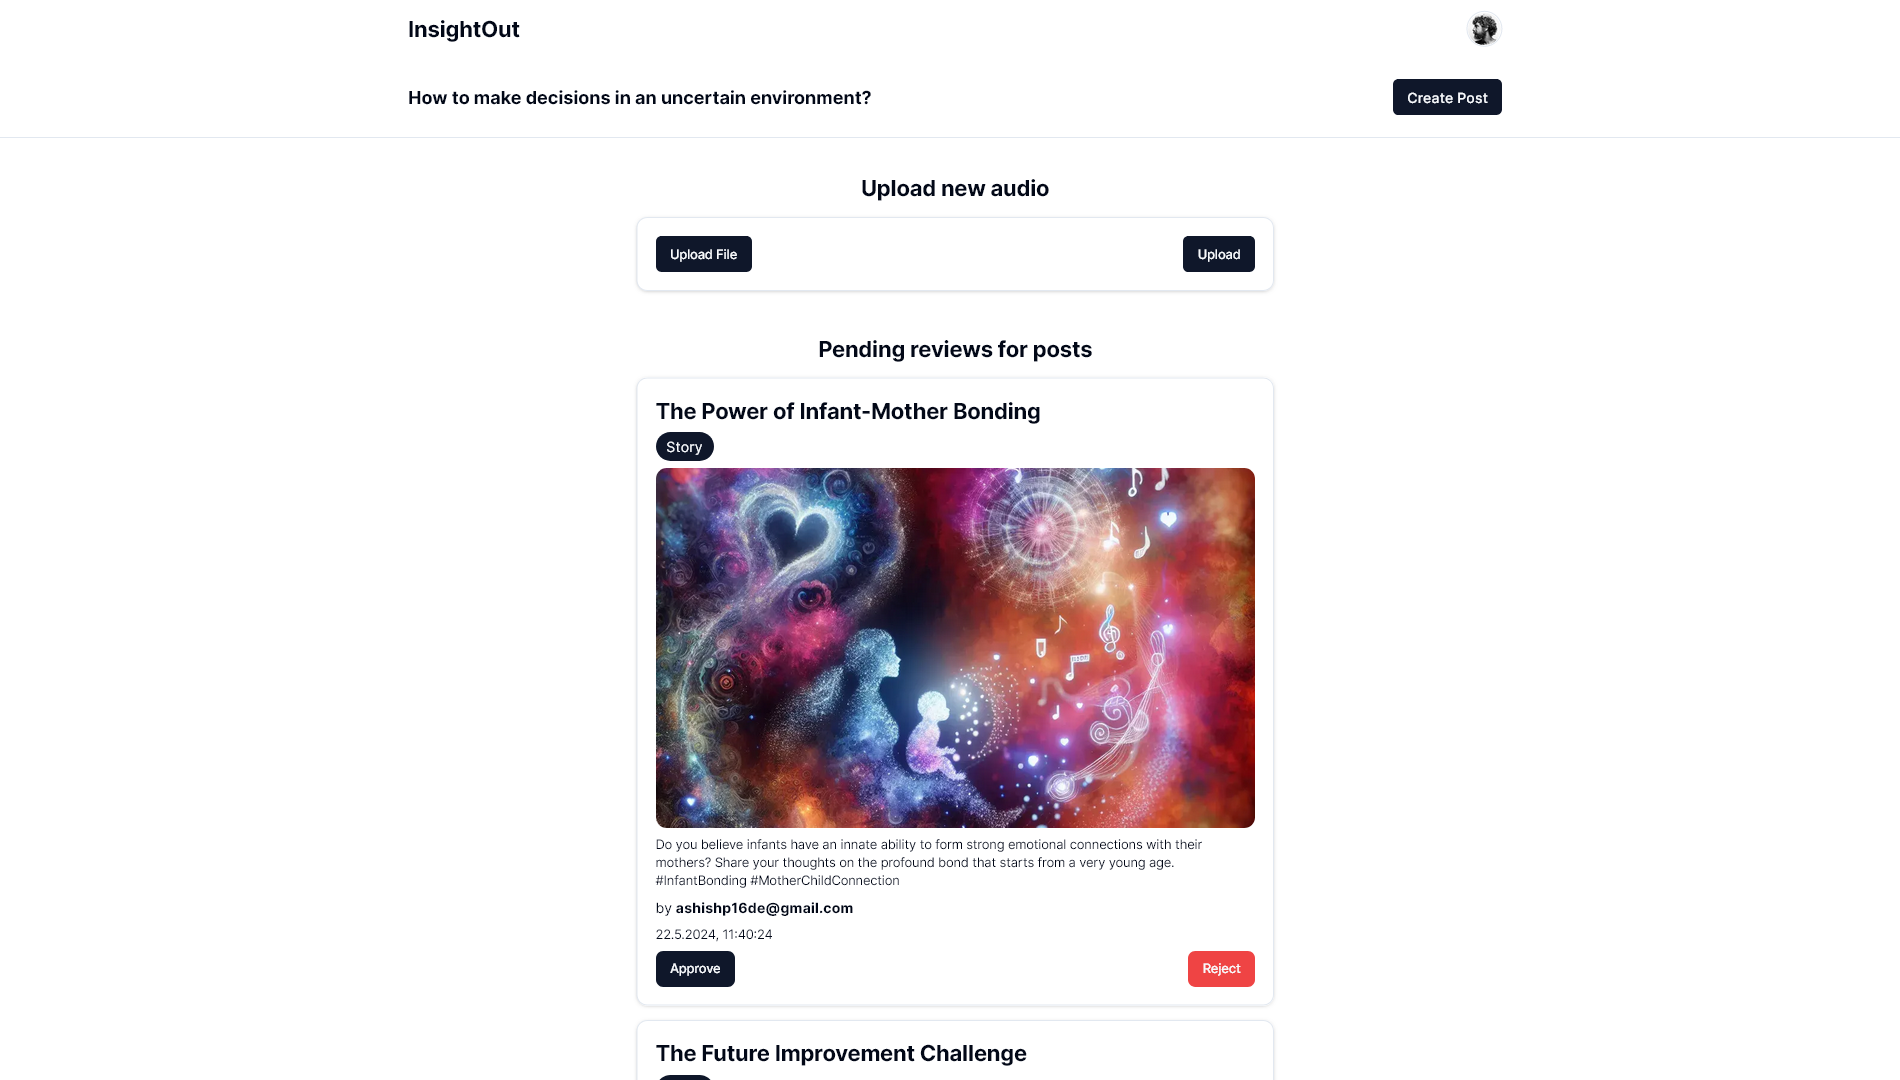 InsightOut
How to make decisions in an uncertain environment?
Create Post
Upload new audio
Upload File
Upload
Pending reviews for posts
The Power of Infant-Mother Bonding
Story
Do you believe infants have an innate ability to form strong emotional connections with their
mothers? Share your thoughts on the profound bond that starts from a very young age.
#InfantBonding #MotherChildConnection
by ashishp16de@gmail.com
22.5.2024, 11:40:24
Approve
Reject
The Future Improvement Challenge